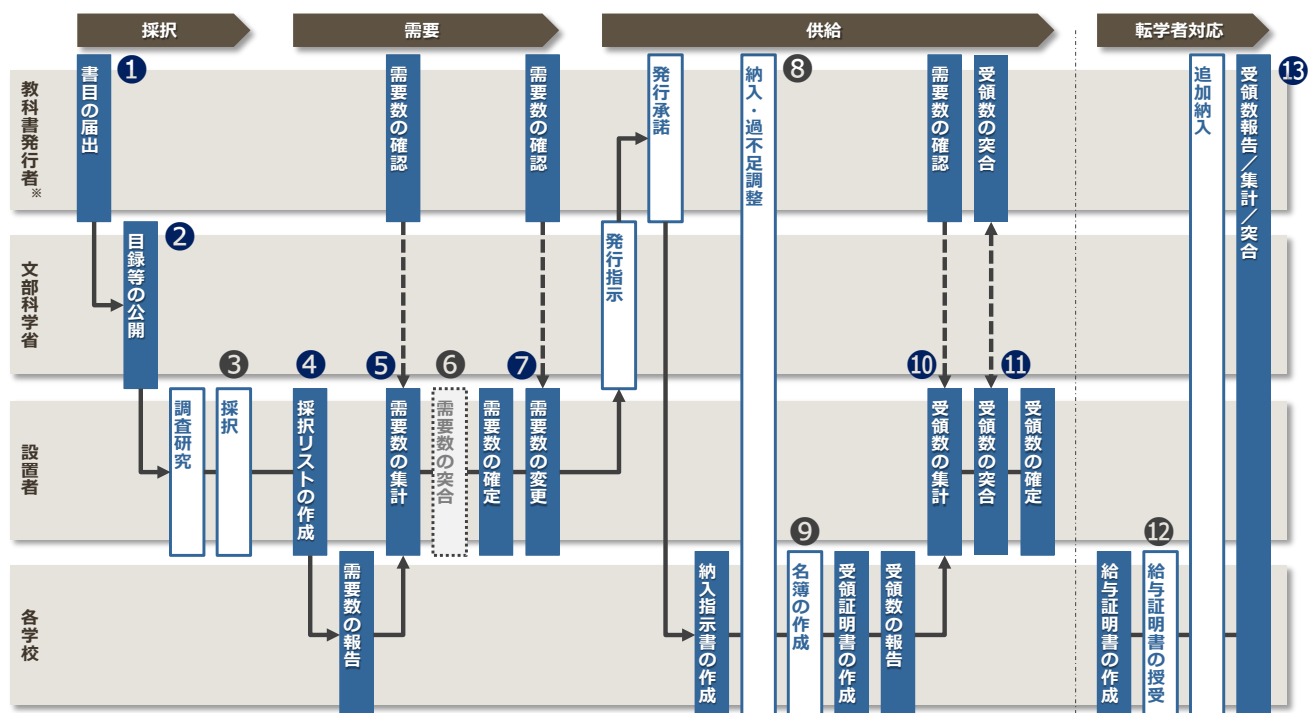 採択
需要
供給
転学者対応
教科書発行者※
書目の届出
❶
需要数の確認
需要数の確認
発行承諾
納入・過不足調整
❽
需要数の確認
受領数の突合
追加納入
受領数報告/集計/突合
⓭
文部科学省
目録等の公開
❷
発行指示
設置者
調査研究
❸
採択
❹
採択リストの作成
❺
需要数の集計
❻
需要数の突合
需要数の確定
❼
需要数の変更
❿
受領数の集計
⓫
受領数の突合
受領数の確定
各学校
需要数の報告
納入指示書の作成
❾
名簿の作成
受領証明書の作成
受領数の報告
給与証明書の作成
⓬
給与証明書の授受